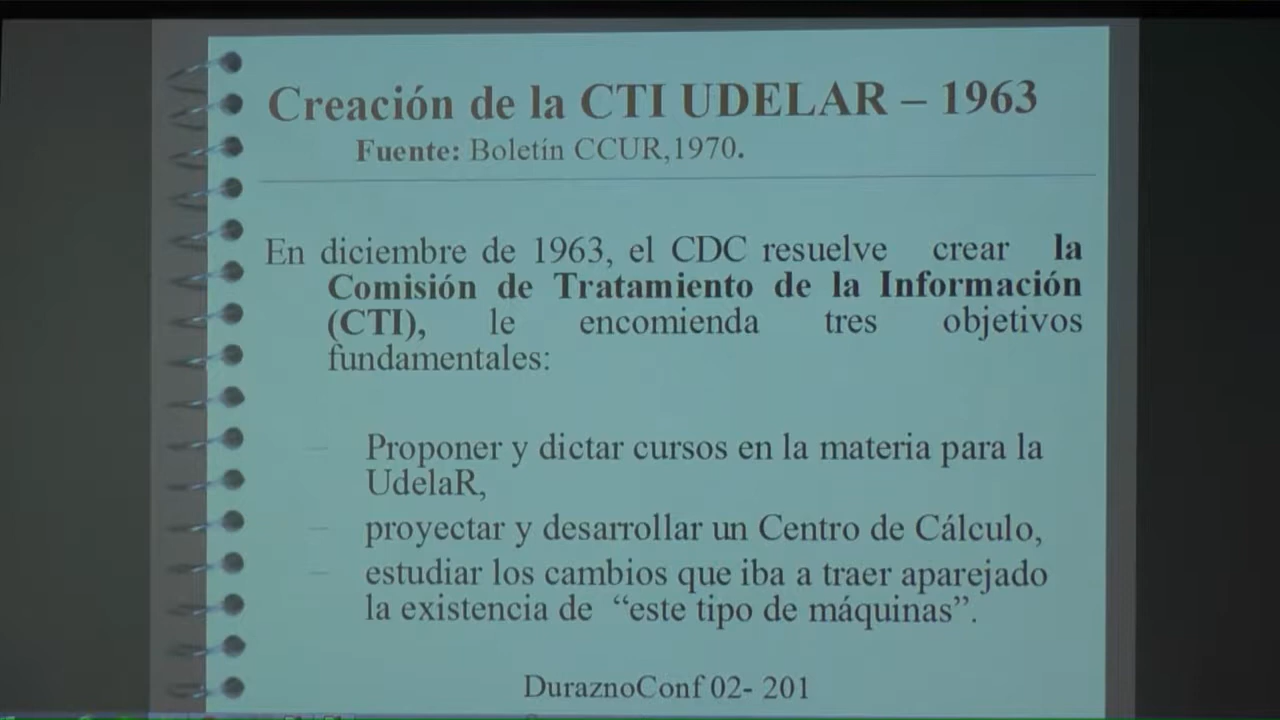 Creación de la CTI UDELAR – 1963
Fuente: Boletín CCUR,1970.
En diciembre de 1963, el CDC resuelve crear la
Comisión de Tratamiento de la Información
(CTI), le encomienda tres objetivos
fundamentales:
– Proponer y dictar cursos en la materia para la
UdelaR,
– proyectar y desarrollar un Centro de Cálculo,
– estudiar los cambios que iba a traer aparejado
la existencia de “este tipo de máquinas”.
DuraznoConf 02- 201